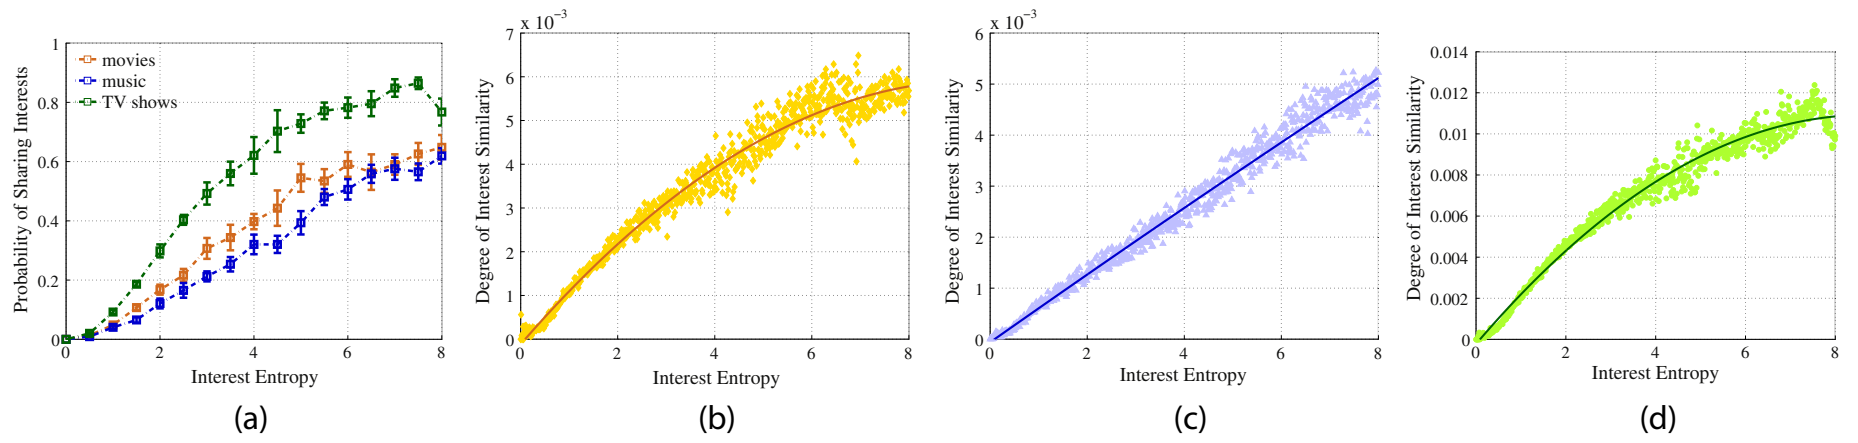 Probability of Sharing Interests
1
0.8
0.6
0.4
0.2
0
0 2 4 6 8
movies
music
TV shows
Interest Entropy
(a)
x 10⁻³
Degree of Interest Similarity
7
6
5
4
3
2
1
0
0 2 4 6 8
Interest Entropy
(b)
x 10⁻³
Degree of Interest Similarity
6
5
4
3
2
1
0
0 2 4 6 8
Interest Entropy
(c)
Degree of Interest Similarity
0.014
0.012
0.01
0.008
0.006
0.004
0.002
0
0 2 4 6 8
Interest Entropy
(d)